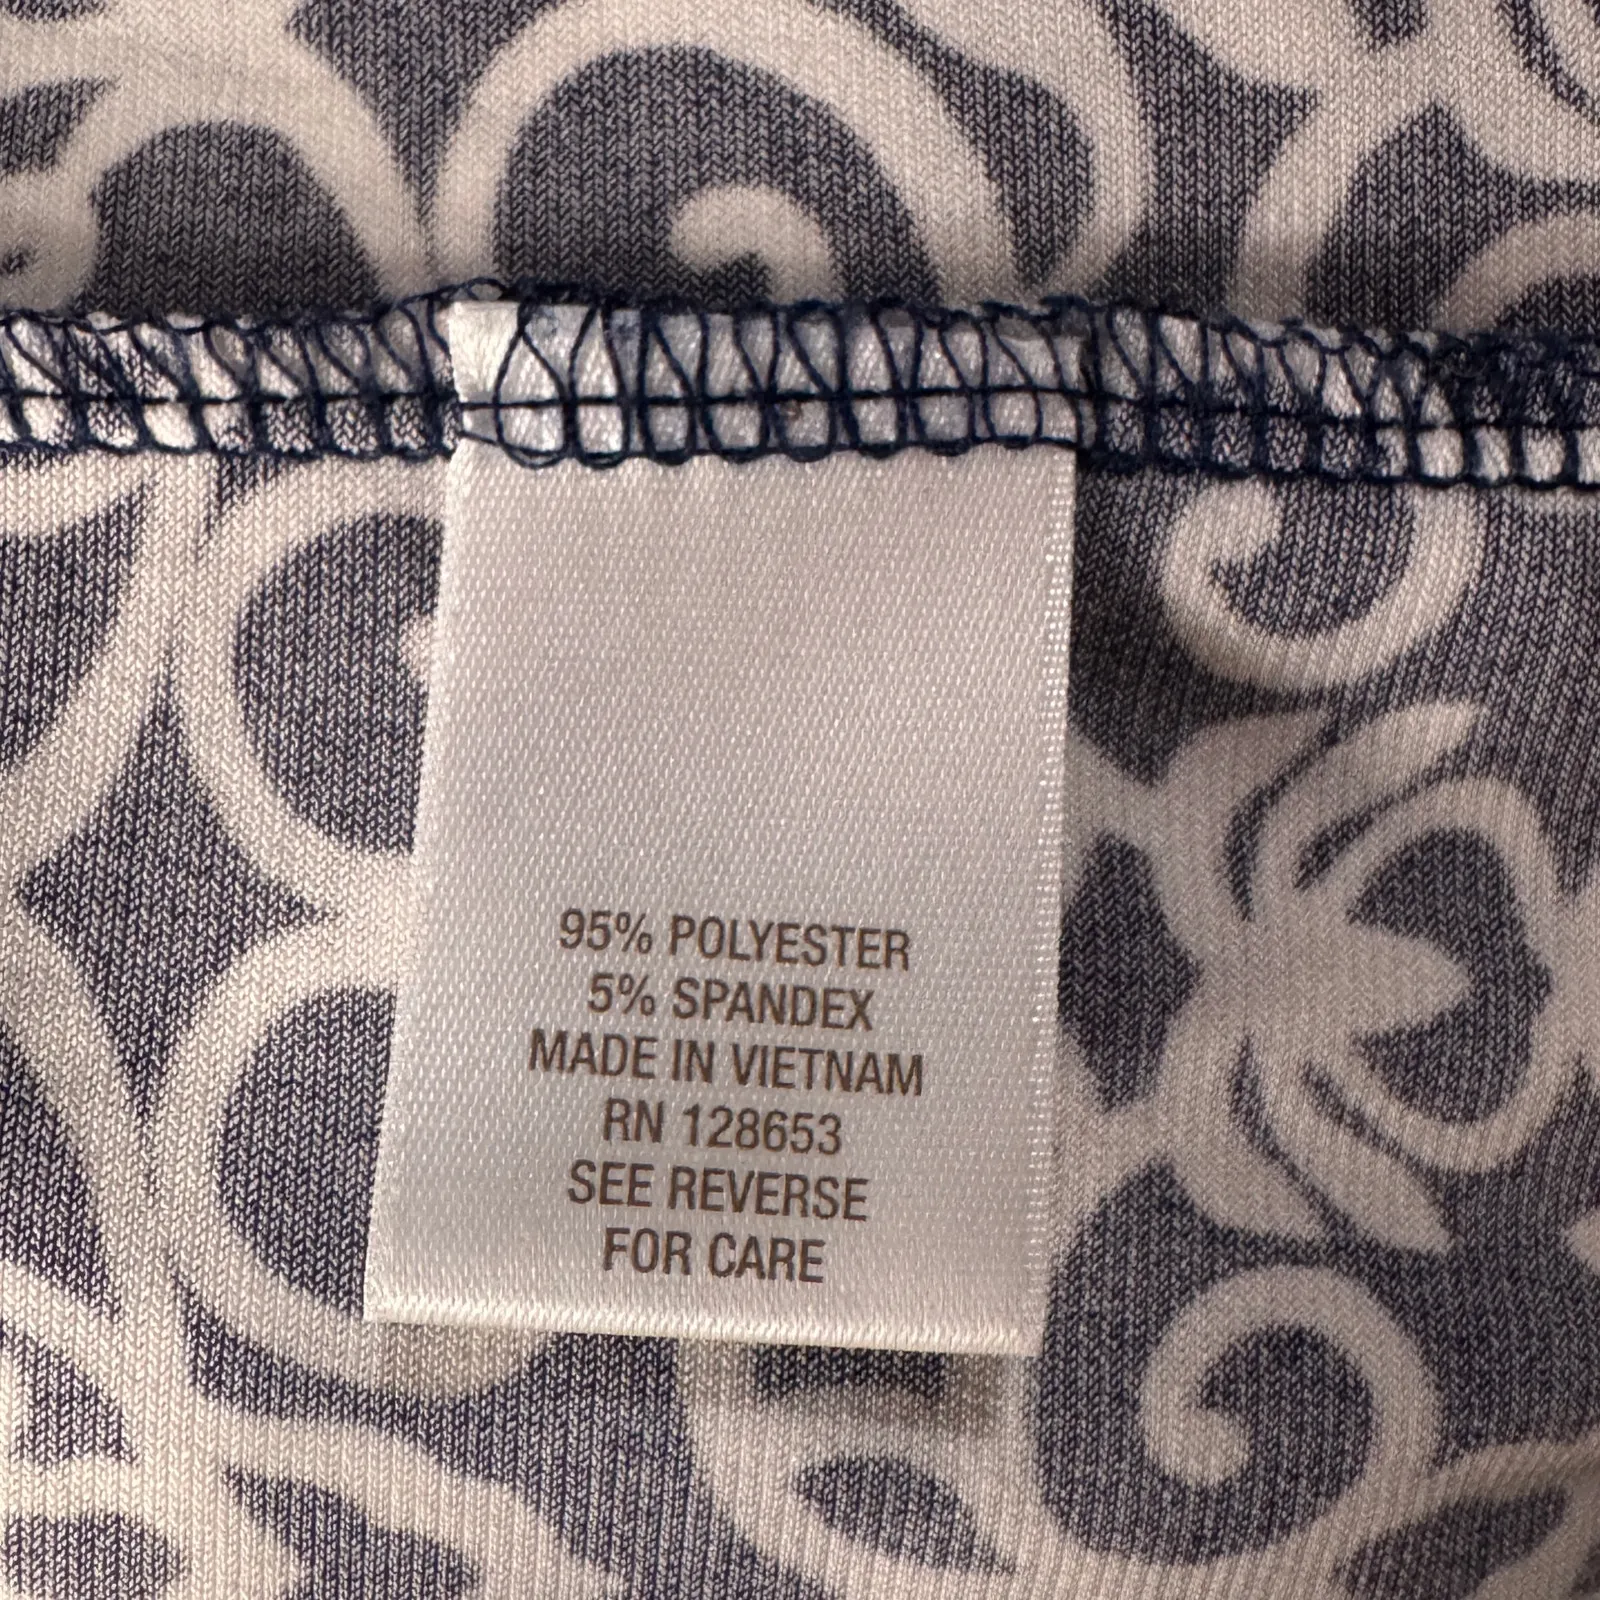 95% POLYESTER
5% SPANDEX
MADE IN VIETNAM
RN 128653
SEE REVERSE
FOR CARE